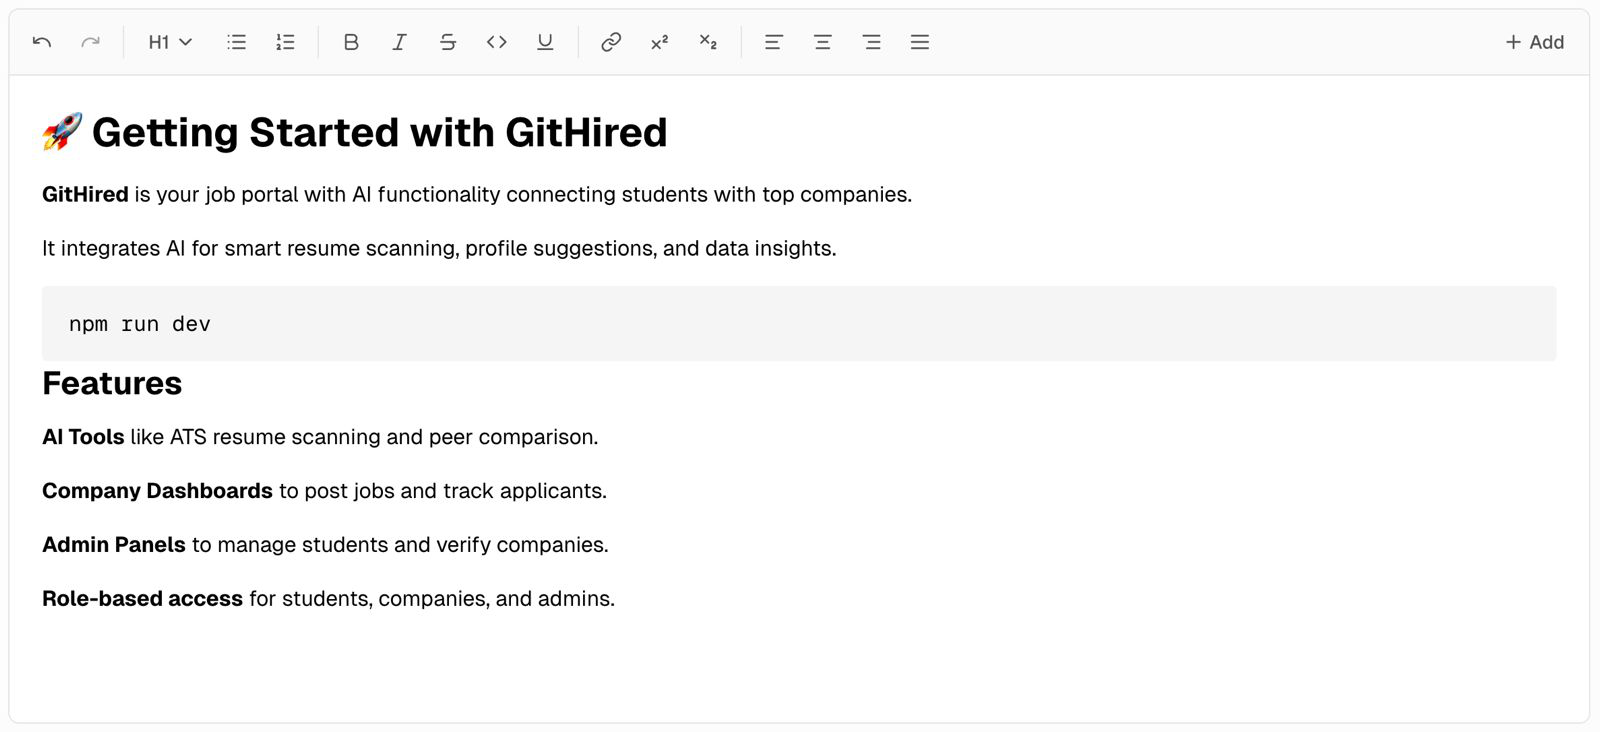 H1
Add
🚀 Getting Started with GitHired
GitHired is your job portal with AI functionality connecting students with top companies.
It integrates AI for smart resume scanning, profile suggestions, and data insights.
npm run dev
Features
AI Tools like ATS resume scanning and peer comparison.
Company Dashboards to post jobs and track applicants.
Admin Panels to manage students and verify companies.
Role-based access for students, companies, and admins.